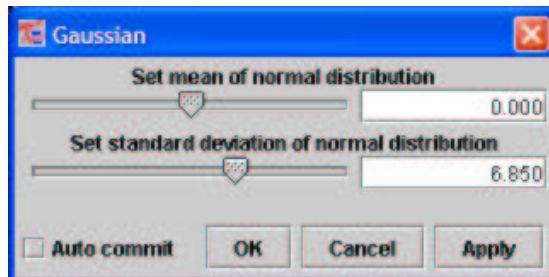 Gaussian
Set mean of normal distribution
0.000
Set standard deviation of normal distribution
6.850
Auto commit OK Cancel Apply